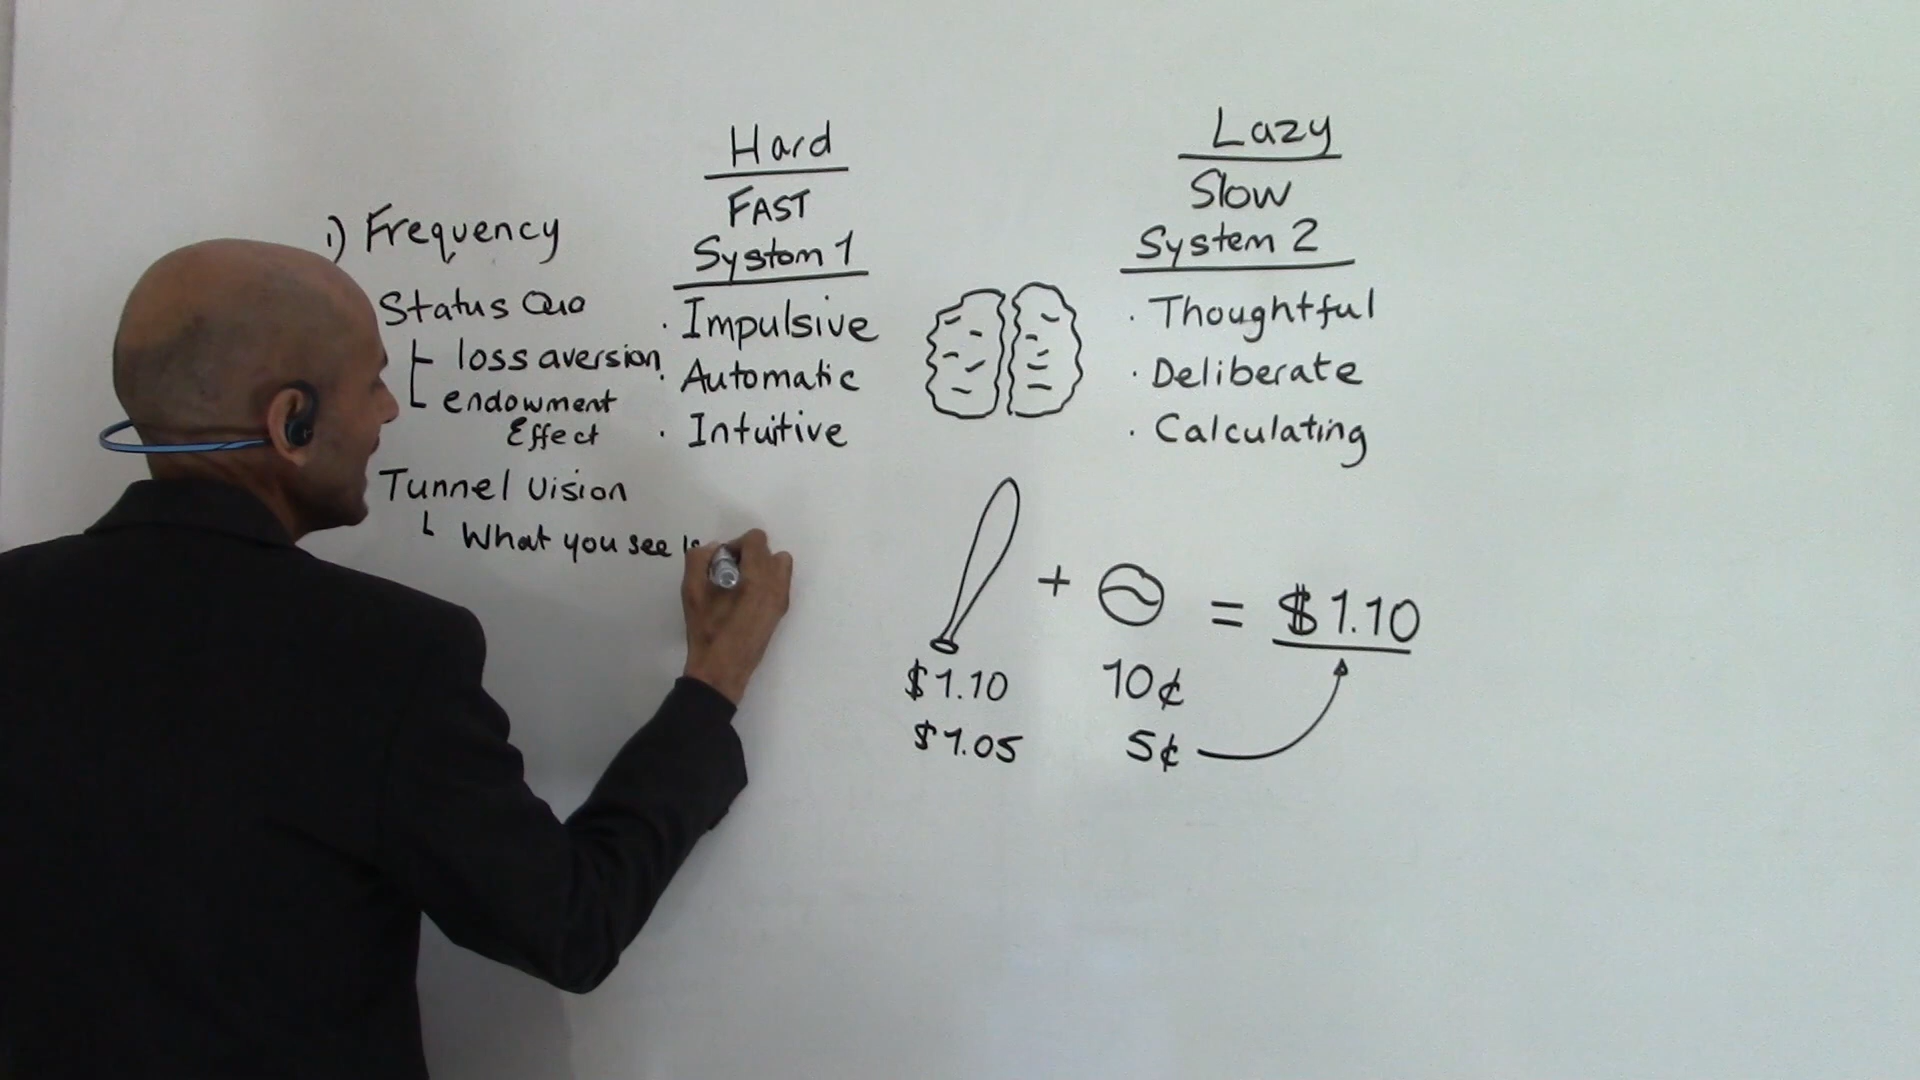 1) Frequency
Status Quo
loss aversion
endowment
Effect
Tunnel Vision
What you see is
Hard
FAST
System 1
· Impulsive
· Automatic
· Intuitive
Lazy
Slow
System 2
· Thoughtful
· Deliberate
· Calculating
+ = $1.10
$1.10 10¢
$1.05 5¢